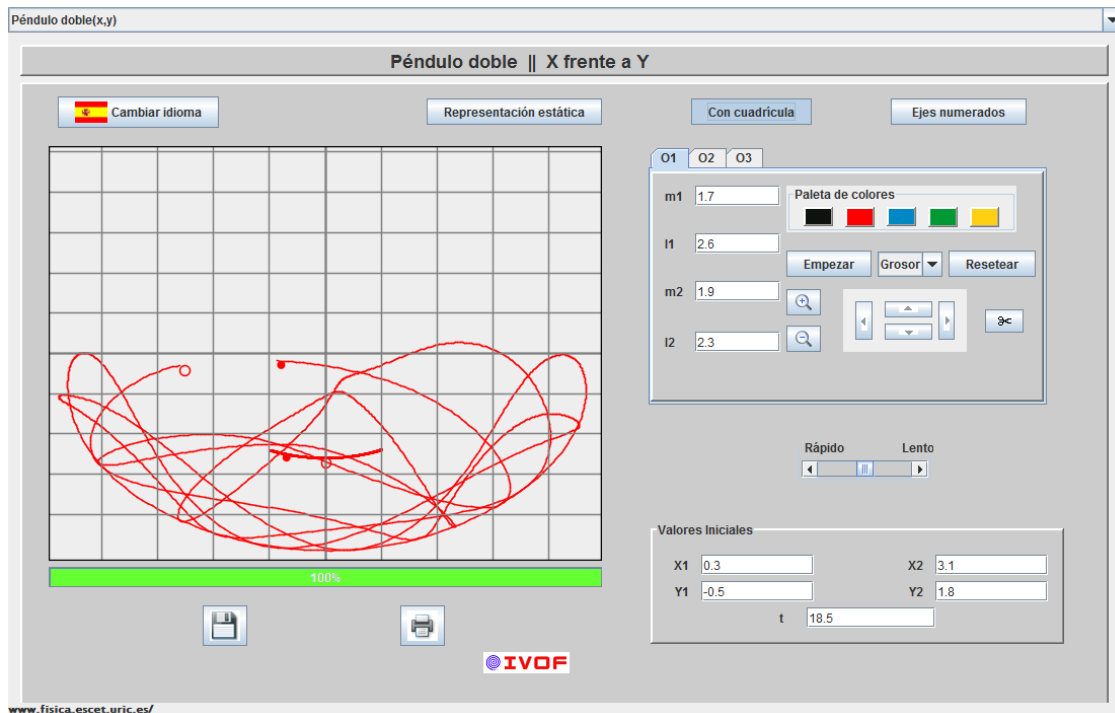 Péndulo doble(x,y)
Péndulo doble || X frente a Y
Cambiar idioma
Representación estática
Con cuadrícula
Ejes numerados
O1 O2 O3
m1 1.7
Paleta de colores
l1 2.6
Empezar Grosor Resetear
m2 1.9
l2 2.3
Rápido Lento
Valores Iniciales
X1 0.3 X2 3.1
Y1 -0.5 Y2 1.8
t 18.5
100%
IVOF
www.fisica.escet.urjc.es/